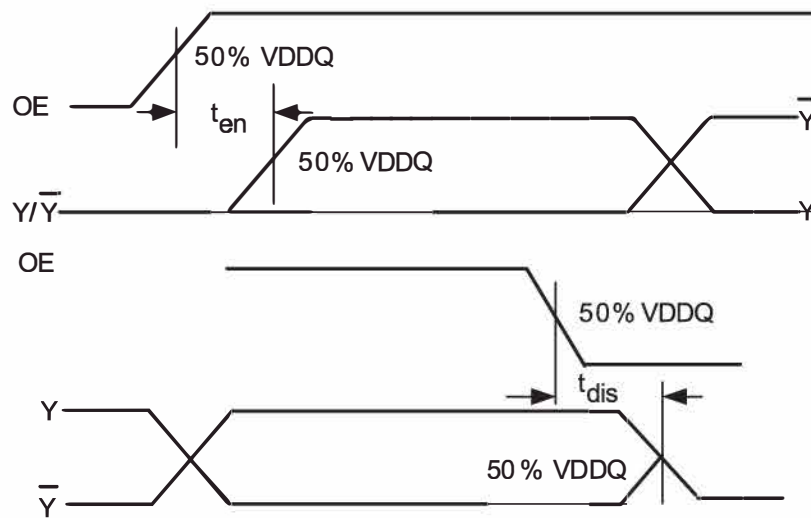 50% VDDQ
OE
t_en
Y̅
50% VDDQ
Y/Y̅
Y
OE
50% VDDQ
t_dis
Y
50% VDDQ
Y̅